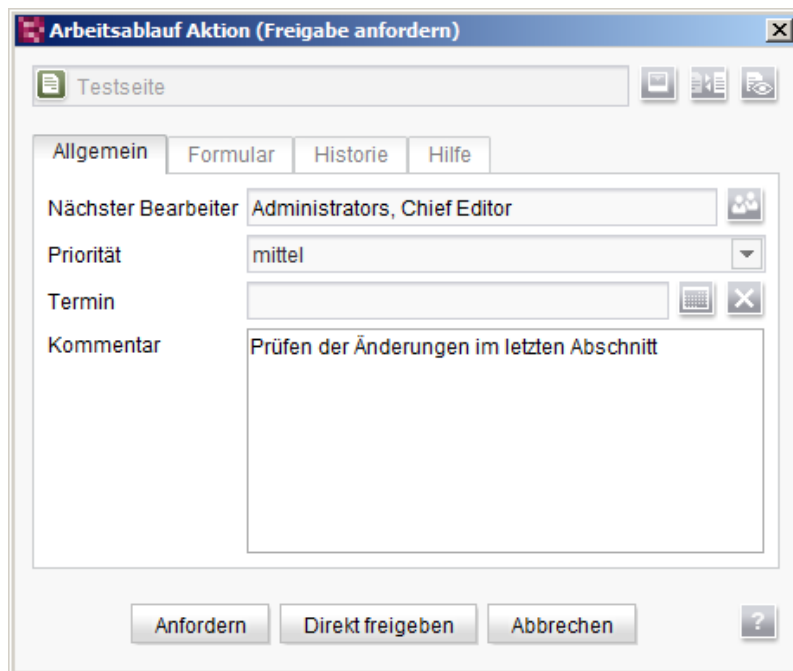 Arbeitsablauf Aktion (Freigabe anfordern)
Testseite
Allgemein Formular Historie Hilfe
Nächster Bearbeiter Administrators, Chief Editor
Priorität mittel
Termin
Kommentar Prüfen der Änderungen im letzten Abschnitt
Anfordern Direkt freigeben Abbrechen ?